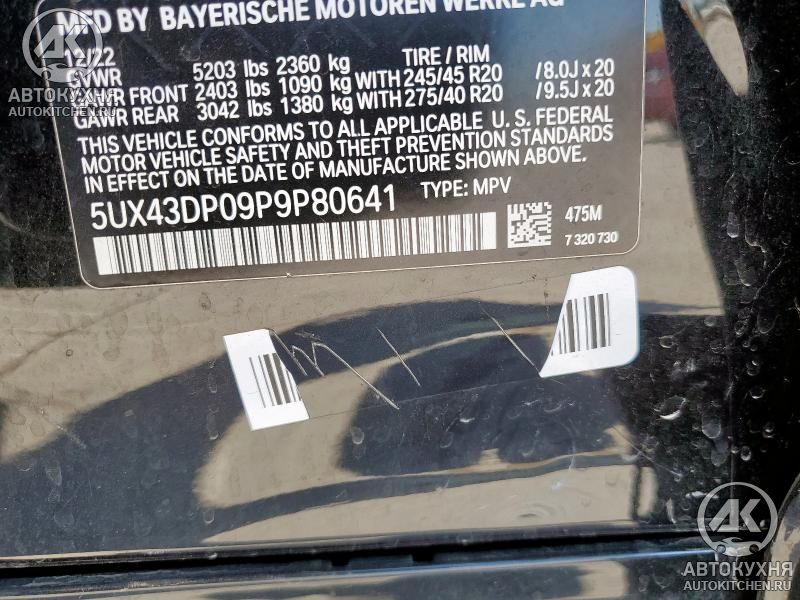 MFD BY BAYERISCHE MOTOREN WERKE AG
12/22 TIRE / RIM
GVWR 5203 lbs 2360 kg
GAWR FRONT 2403 lbs 1090 kg WITH 245/45 R20 /8.0J x 20
GAWR REAR 3042 lbs 1380 kg WITH 275/40 R20 /9.5J x 20
THIS VEHICLE CONFORMS TO ALL APPLICABLE U. S. FEDERAL
MOTOR VEHICLE SAFETY AND THEFT PREVENTION STANDARDS
IN EFFECT ON THE DATE OF MANUFACTURE SHOWN ABOVE.
5UX43DP09P9P80641 TYPE: MPV
475M
7 320 730
АК
АВТОКУХНЯ
AUTOKITCHEN.RU
АК
АВТОКУХНЯ
AUTOKITCHEN.RU